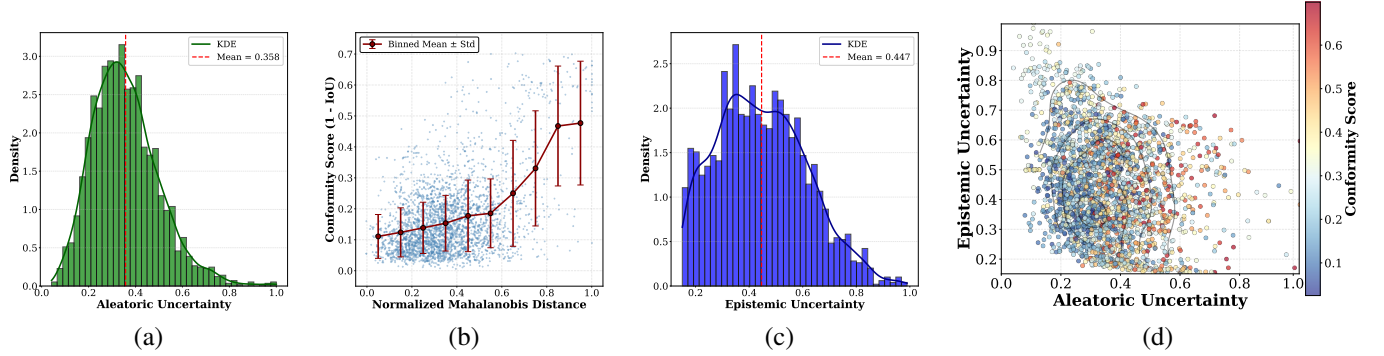 KDE
Mean = 0.358
Density
3.0
2.5
2.0
1.5
1.0
0.5
0.0
0.0 0.2 0.4 0.6 0.8 1.0
Aleatoric Uncertainty
(a)
Binned Mean ± Std
Conformity Score (1 - IoU)
0.7
0.6
0.5
0.4
0.3
0.2
0.1
0.0
0.0 0.2 0.4 0.6 0.8 1.0
Normalized Mahalanobis Distance
(b)
KDE
Mean = 0.447
Density
2.5
2.0
1.5
1.0
0.5
0.0
0.2 0.4 0.6 0.8 1.0
Epistemic Uncertainty
(c)
Epistemic Uncertainty
0.9
0.8
0.7
0.6
0.5
0.4
0.3
0.2
0.0 0.2 0.4 0.6 0.8 1.0
Aleatoric Uncertainty
0.6
0.5
0.4
0.3
0.2
0.1
Conformity Score
(d)